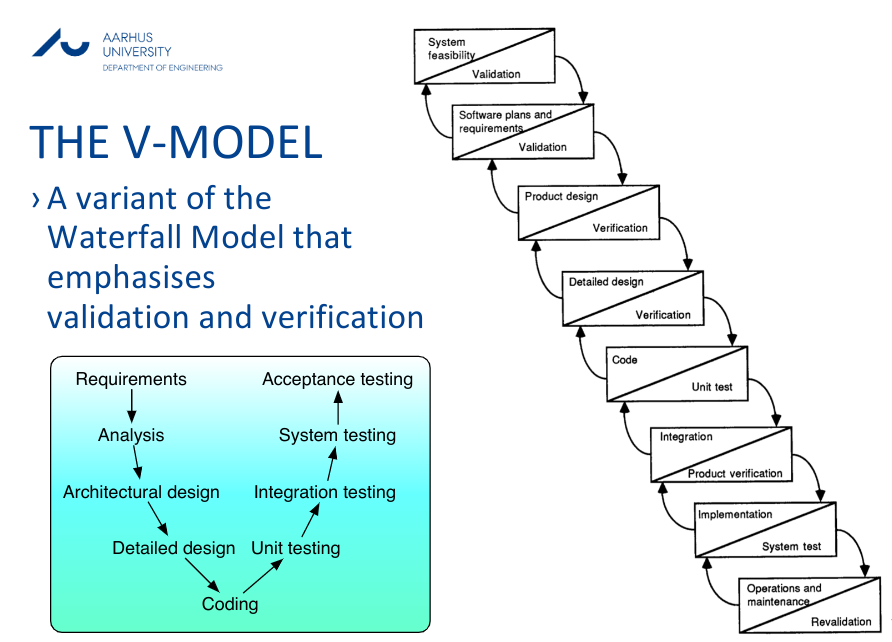 AARHUS
UNIVERSITY
DEPARTMENT OF ENGINEERING
THE V-MODEL
› A variant of the
Waterfall Model that
emphasises
validation and verification
Requirements
Analysis
Architectural design
Detailed design
Coding
Unit testing
Integration testing
System testing
Acceptance testing
System
feasibility
Validation
Software plans and
requirements
Validation
Product design
Verification
Detailed design
Verification
Code
Unit test
Integration
Product verification
Implementation
System test
Operations and
maintenance
Revalidation